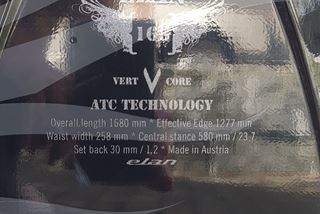 VERT V CORE
ATC TECHNOLOGY
Overall length 1680 mm * Effective Edge 1277 mm
Waist width 258 mm * Central stance 580 mm / 23,7
Set back 30 mm / 1,2 * Made in Austria
elan